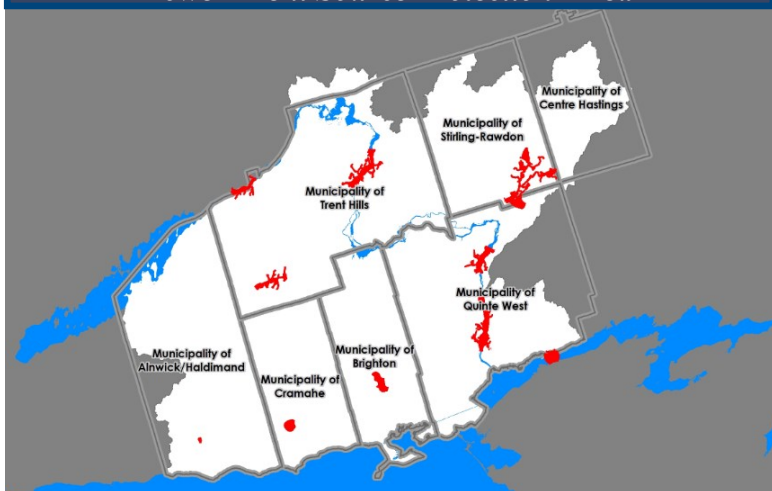 Municipality of
Centre Hastings
Municipality of
Stirling-Rawdon
Municipality of
Trent Hills
Municipality of
Quinte West
Municipality of
Alnwick/Haldimand
Municipality of
Brighton
Municipality of
Cramahe